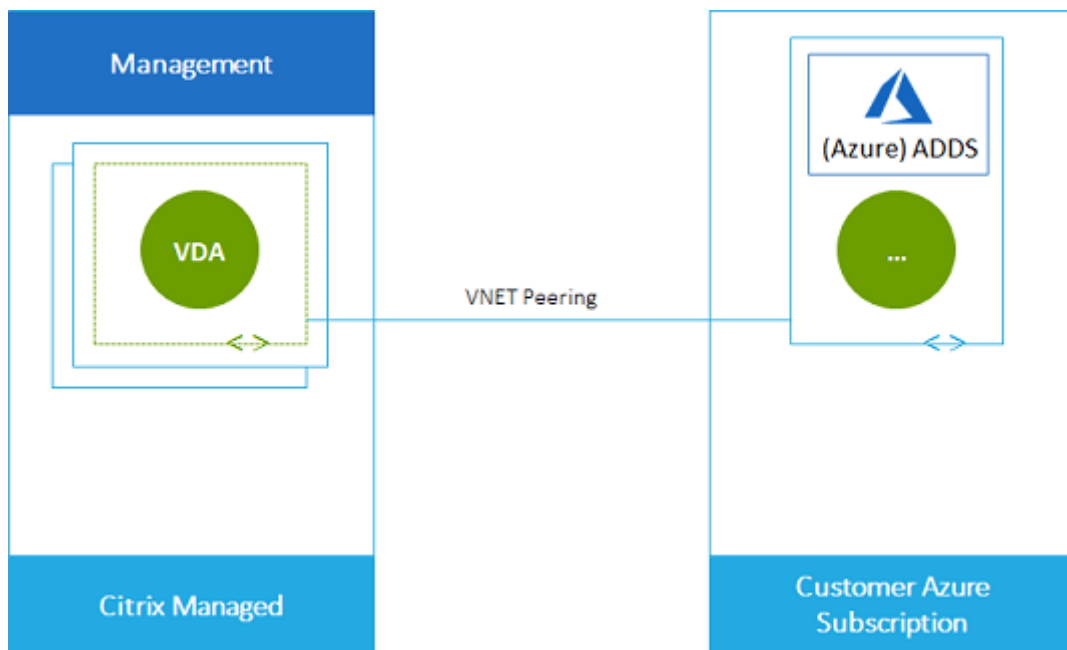 Management
VDA
Citrix Managed
VNET Peering
(Azure) ADDS
...
Customer Azure
Subscription